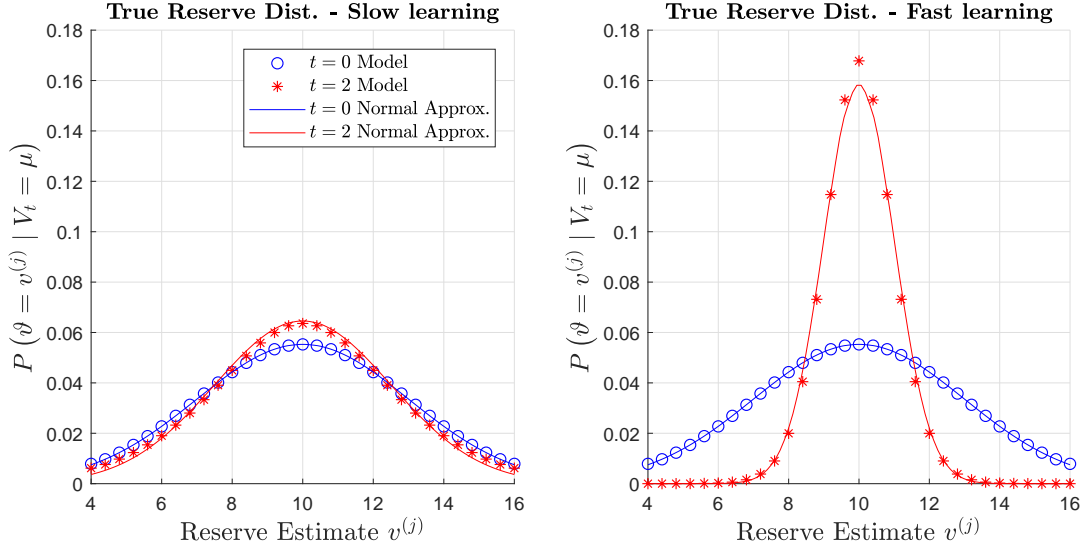 True Reserve Dist. - Slow learning
0.18
0.16
0.14
0.12
0.1
0.08
0.06
0.04
0.02
0
P (ϑ = v^(j) | V_t = μ)
t = 0 Model
t = 2 Model
t = 0 Normal Approx.
t = 2 Normal Approx.
4 6 8 10 12 14 16
Reserve Estimate v^(j)
True Reserve Dist. - Fast learning
0.18
0.16
0.14
0.12
0.1
0.08
0.06
0.04
0.02
0
P (ϑ = v^(j) | V_t = μ)
4 6 8 10 12 14 16
Reserve Estimate v^(j)